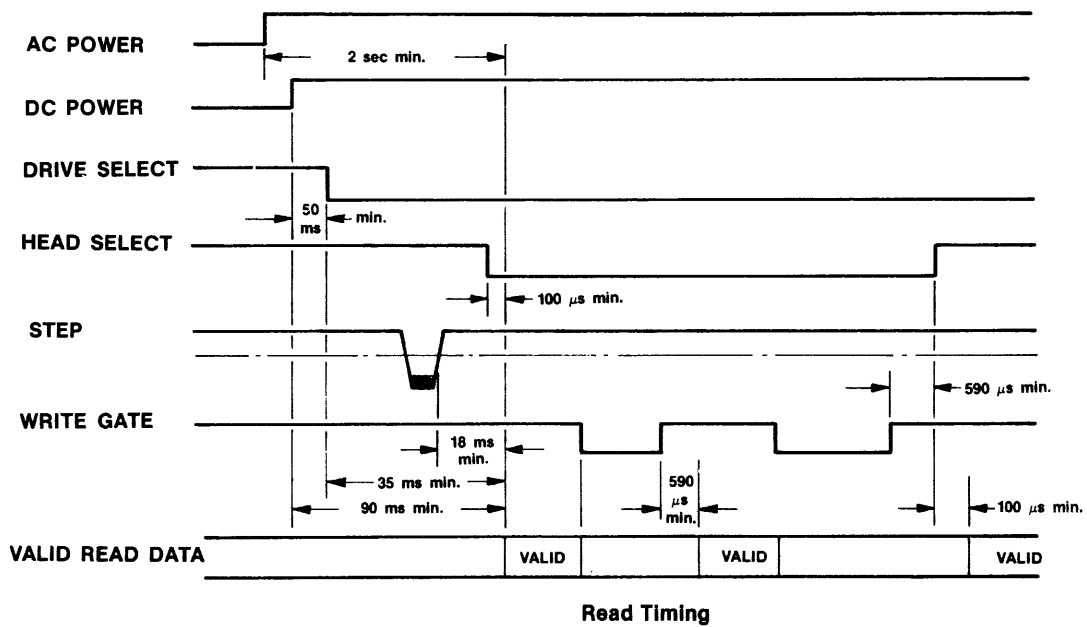 AC POWER
2 sec min.
DC POWER
DRIVE SELECT
50 ms min.
HEAD SELECT
100 μs min.
STEP
590 μs min.
WRITE GATE
18 ms min.
35 ms min.
590 μs min.
90 ms min.
100 μs min.
VALID READ DATA
VALID
VALID
VALID
Read Timing